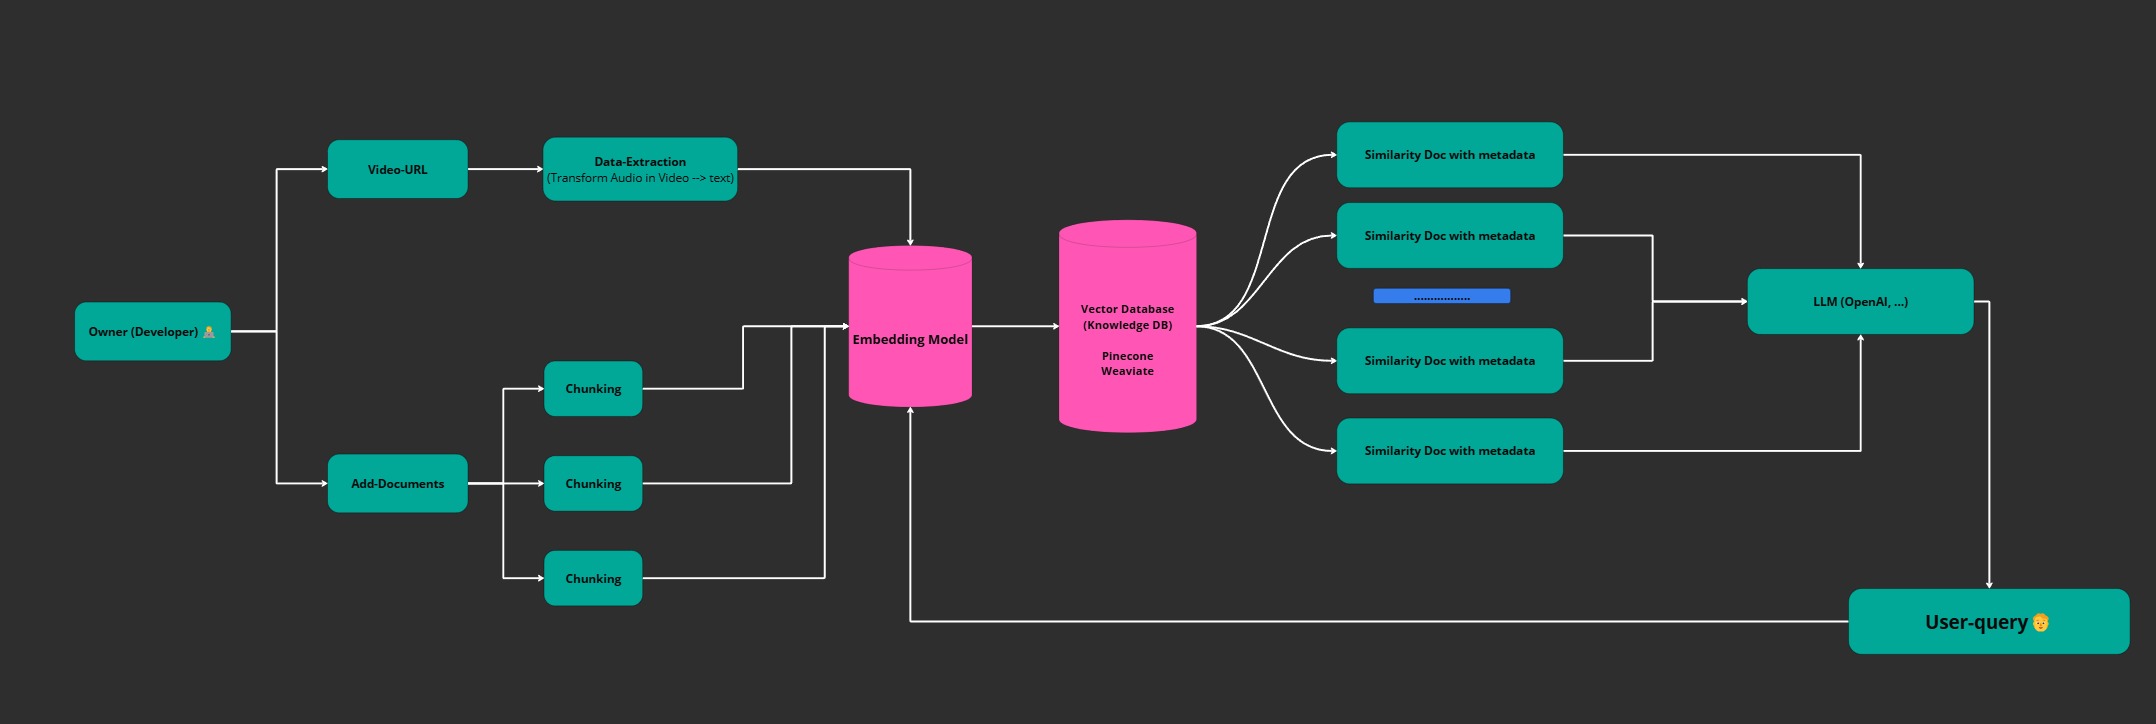 Video-URL
Data-Extraction
(Transform Audio in Video --> text)
Owner (Developer)
Add-Documents
Chunking
Chunking
Chunking
Embedding Model
Vector Database
(Knowledge DB)
Pinecone
Weaviate
Similarity Doc with metadata
Similarity Doc with metadata
.................
Similarity Doc with metadata
Similarity Doc with metadata
LLM (OpenAI, ...)
User-query